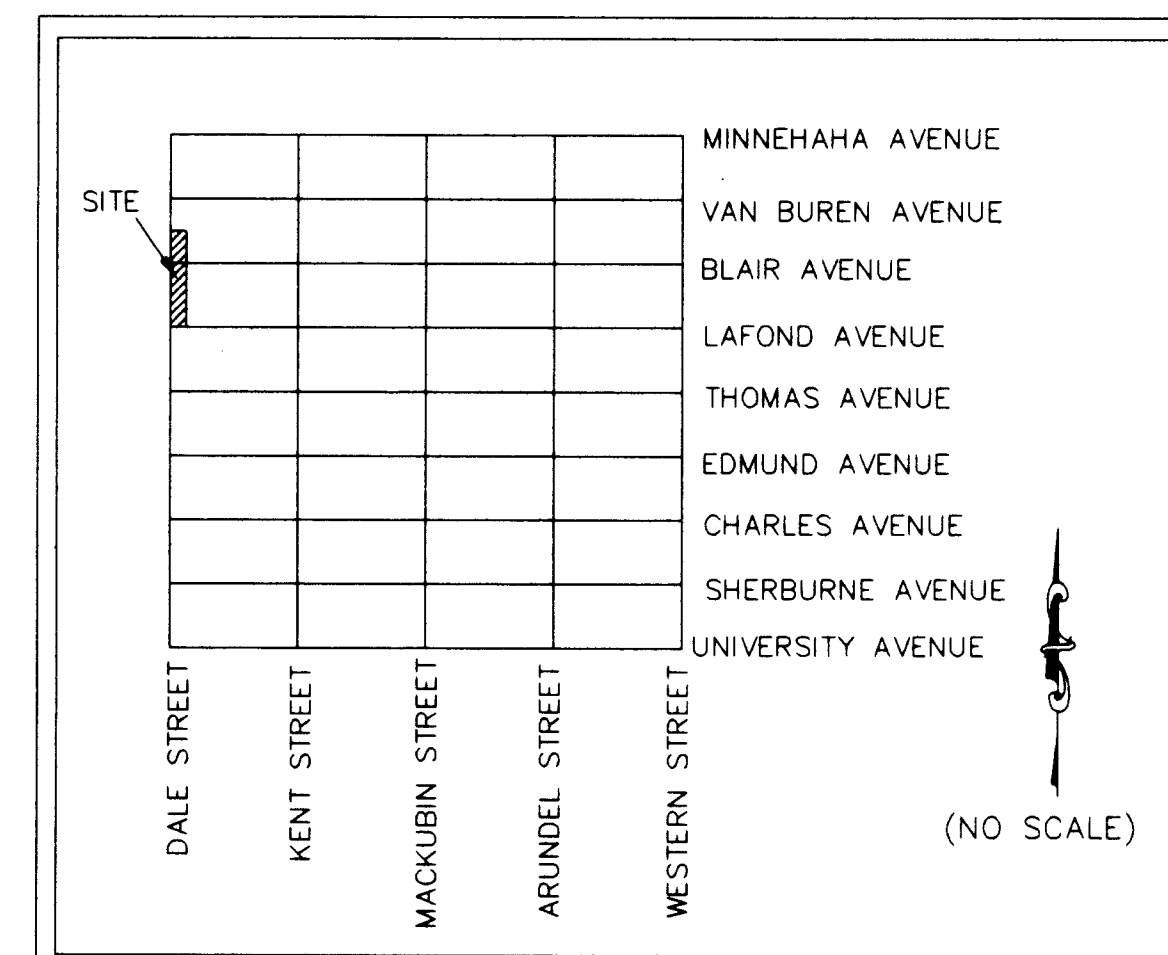 MINNEHAHA AVENUE
SITE
VAN BUREN AVENUE
BLAIR AVENUE
LAFOND AVENUE
THOMAS AVENUE
EDMUND AVENUE
CHARLES AVENUE
SHERBURNE AVENUE
UNIVERSITY AVENUE
DALE STREET
KENT STREET
MACKUBIN STREET
ARUNDEL STREET
WESTERN STREET
(NO SCALE)